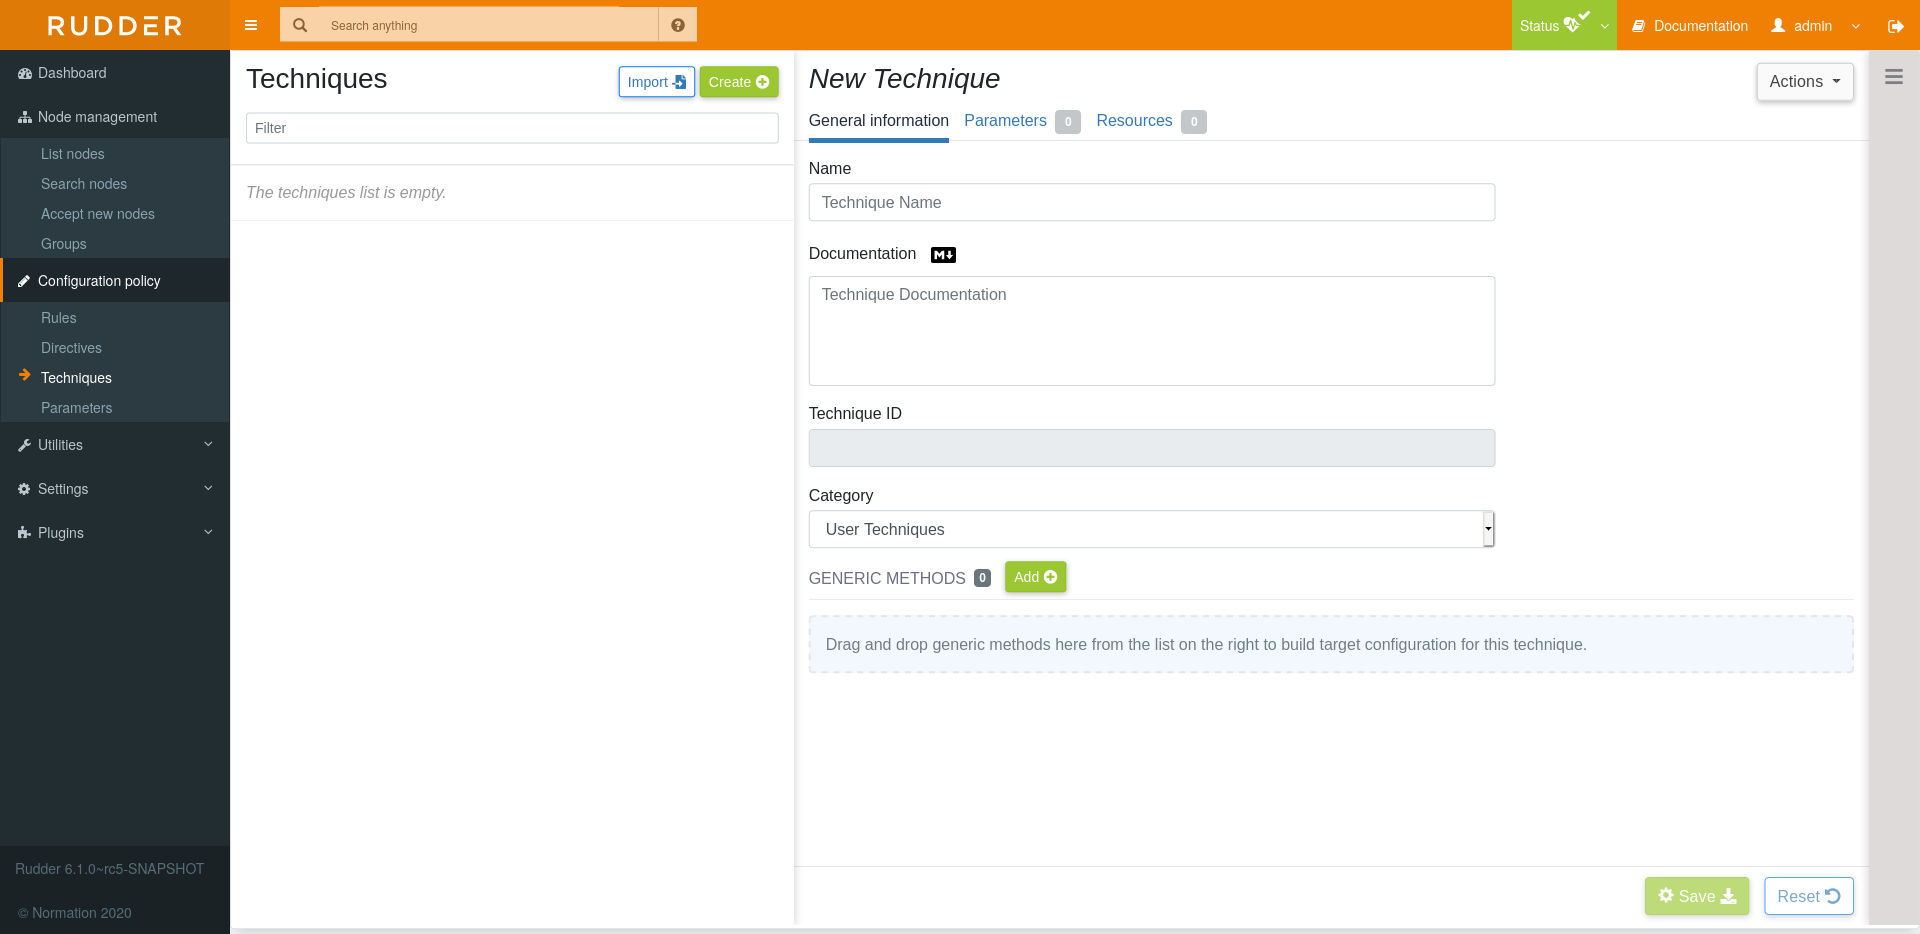 RUDDER
Search anything
Status
Documentation
admin
Dashboard
Node management
List nodes
Search nodes
Accept new nodes
Groups
Configuration policy
Rules
Directives
Techniques
Parameters
Utilities
Settings
Plugins
Rudder 6.1.0~rc5-SNAPSHOT
© Normation 2020
Techniques
Import
Create
Filter
The techniques list is empty.
New Technique
Actions
General information
Parameters 0
Resources 0
Name
Technique Name
Documentation M
Technique Documentation
Technique ID
Category
User Techniques
GENERIC METHODS 0
Add
Drag and drop generic methods here from the list on the right to build target configuration for this technique.
Save
Reset